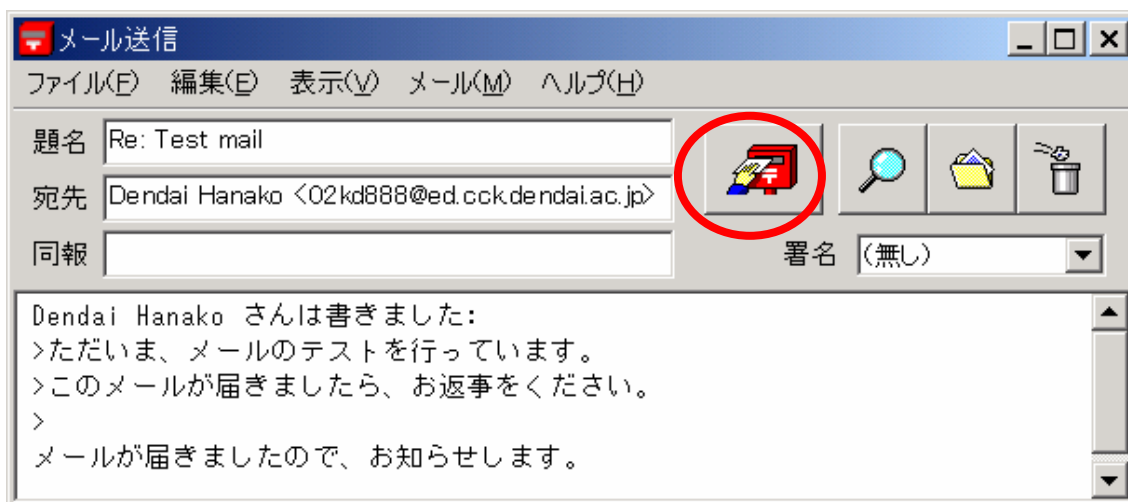 メール送信
ファイル(F) 編集(E) 表示(V) メール(M) ヘルプ(H)
題名 Re: Test mail
宛先 Dendai Hanako <02kd888@ed.cck.dendai.ac.jp>
同報
署名 (無し)
Dendai Hanako さんは書きました:
>ただいま、メールのテストを行っています。
>このメールが届きましたら、お返事をください。
>
メールが届きましたので、お知らせします。